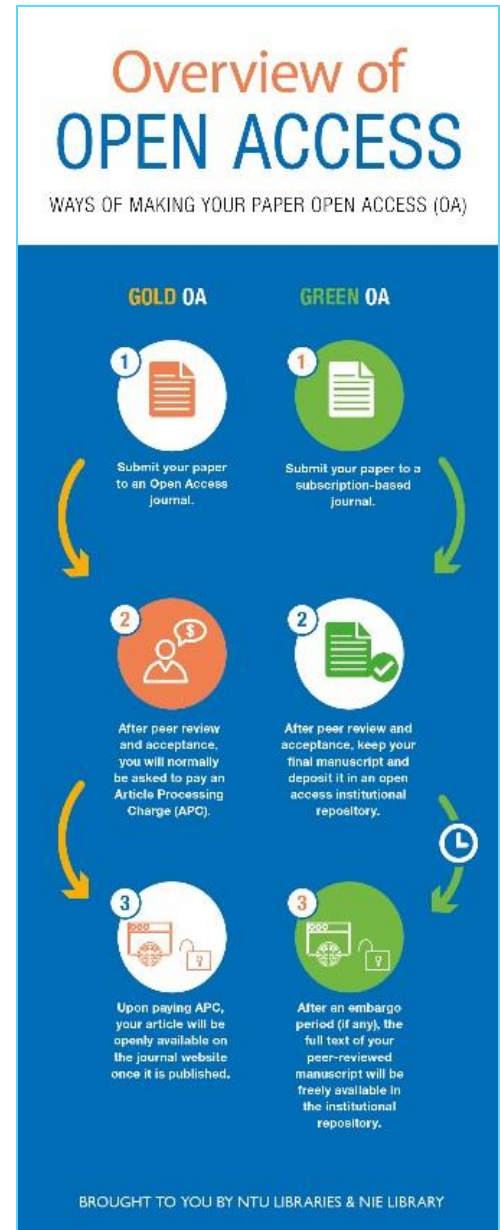 Overview of
OPEN ACCESS
WAYS OF MAKING YOUR PAPER OPEN ACCESS (OA)
GOLD OA
1
Submit your paper
to an Open Access
journal.
2
$
After peer review
and acceptance,
you will normally
be asked to pay an
Article Processing
Charge (APC).
3
Upon paying APC,
your article will be
openly available on
the journal website
once it is published.
GREEN OA
1
Submit your paper to a
subscription-based
journal.
2
After peer review and
acceptance, keep your
final manuscript and
deposit it in an open
access institutional
repository.
3
After an embargo
period (if any), the
full text of your
peer-reviewed
manuscript will be
freely available in
the institutional
repository.
BROUGHT TO YOU BY NTU LIBRARIES & NIE LIBRARY